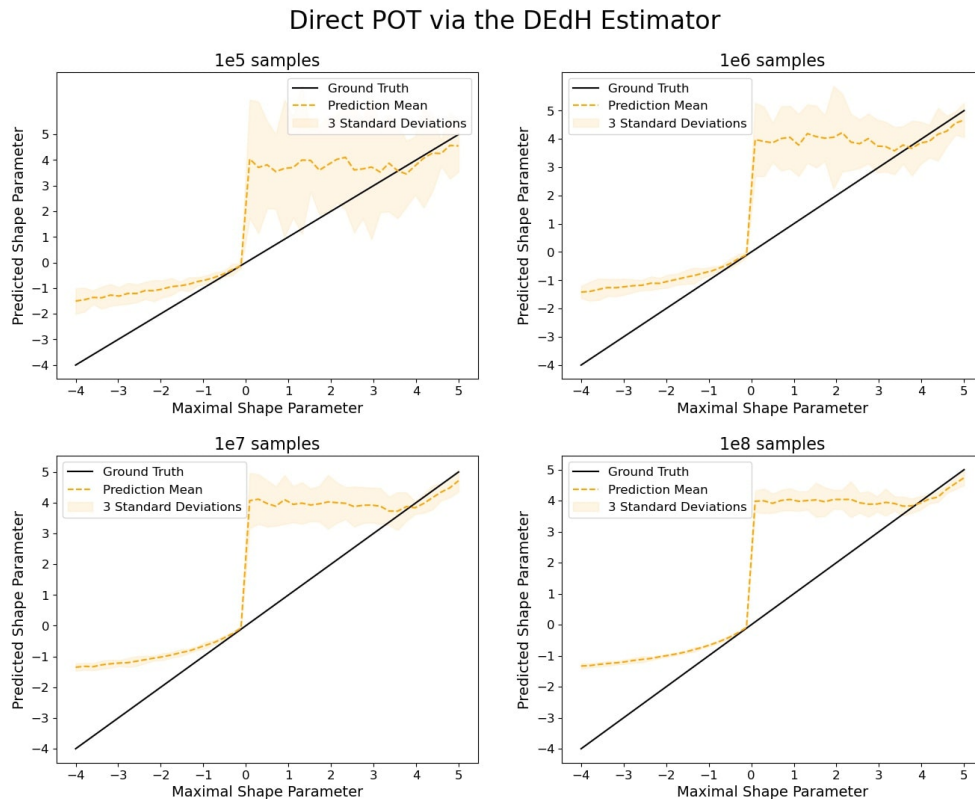 Direct POT via the DEdH Estimator
1e5 samples
Ground Truth
Prediction Mean
3 Standard Deviations
5
4
3
2
1
0
−1
−2
−3
−4
Predicted Shape Parameter
−4 −3 −2 −1 0 1 2 3 4 5
Maximal Shape Parameter
1e6 samples
Ground Truth
Prediction Mean
3 Standard Deviations
5
4
3
2
1
0
−1
−2
−3
−4
Predicted Shape Parameter
−4 −3 −2 −1 0 1 2 3 4 5
Maximal Shape Parameter
1e7 samples
Ground Truth
Prediction Mean
3 Standard Deviations
5
4
3
2
1
0
−1
−2
−3
−4
Predicted Shape Parameter
−4 −3 −2 −1 0 1 2 3 4 5
Maximal Shape Parameter
1e8 samples
Ground Truth
Prediction Mean
3 Standard Deviations
5
4
3
2
1
0
−1
−2
−3
−4
Predicted Shape Parameter
−4 −3 −2 −1 0 1 2 3 4 5
Maximal Shape Parameter